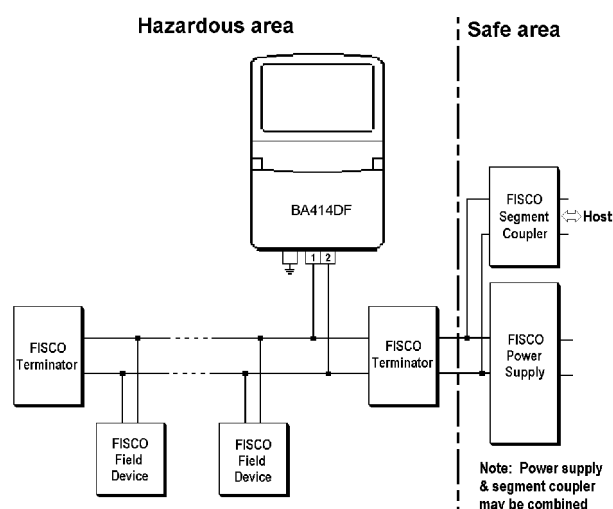 Hazardous area
Safe area
BA414DF
1 2
FISCO
Segment
Coupler
Host
FISCO
Terminator
FISCO
Terminator
FISCO
Power
Supply
FISCO
Field
Device
FISCO
Field
Device
Note: Power supply
& segment coupler
may be combined